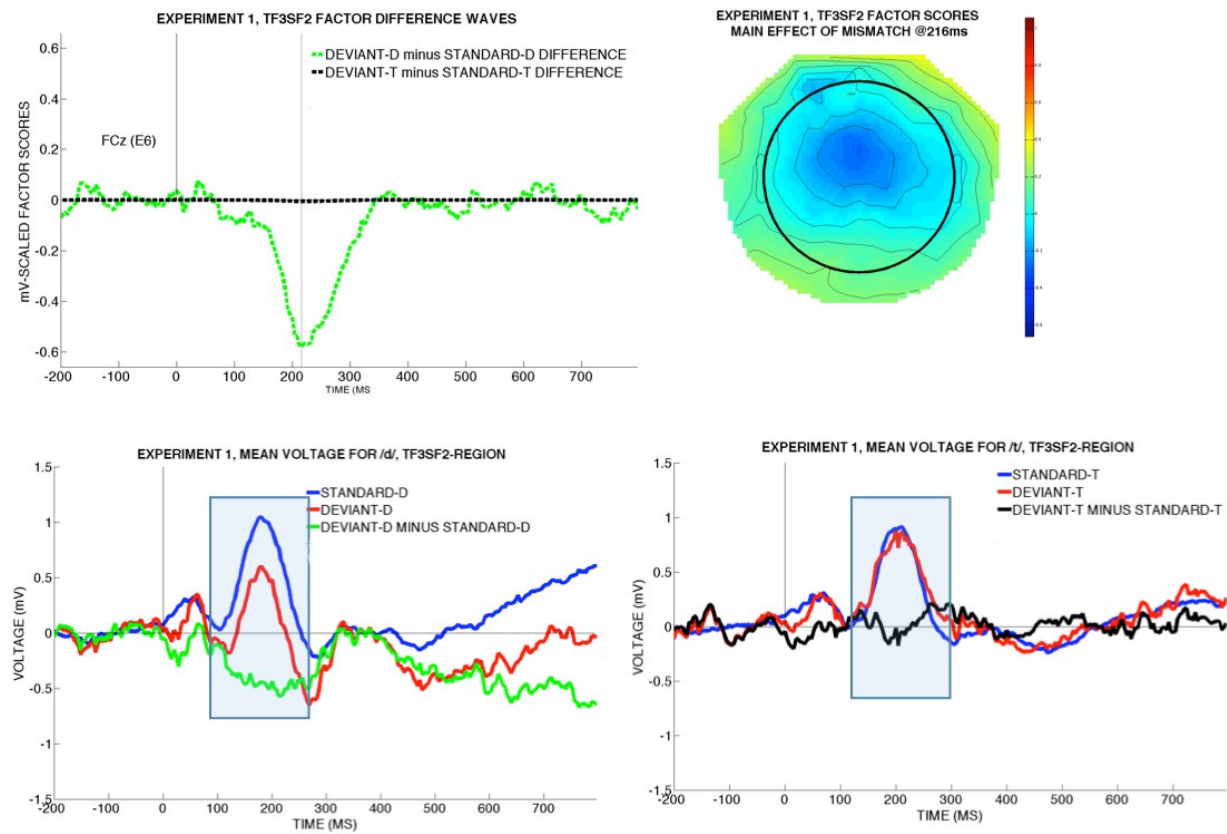 EXPERIMENT 1, TF3SF2 FACTOR DIFFERENCE WAVES
DEVIANT-D minus STANDARD-D DIFFERENCE
DEVIANT-T minus STANDARD-T DIFFERENCE
FCz (E6)
mV-SCALED FACTOR SCORES
0.6
0.4
0.2
0
-0.2
-0.4
-0.6
-200 -100 0 100 200 300 400 500 600 700
TIME (MS
EXPERIMENT 1, TF3SF2 FACTOR SCORES
MAIN EFFECT OF MISMATCH @216ms
EXPERIMENT 1, MEAN VOLTAGE FOR /d/, TF3SF2-REGION
STANDARD-D
DEVIANT-D
DEVIANT-D MINUS STANDARD-D
VOLTAGE (mV)
1.5
1
0.5
0
-0.5
-1
-1.5
-200 -100 0 100 200 300 400 500 600 700
TIME (MS)
EXPERIMENT 1, MEAN VOLTAGE FOR /t/, TF3SF2-REGION
STANDARD-T
DEVIANT-T
DEVIANT-T MINUS STANDARD-T
VOLTAGE (mV)
1.5
1
0.5
0
-0.5
-1
-1.5
-200 -100 0 100 200 300 400 500 600 700
TIME (MS)